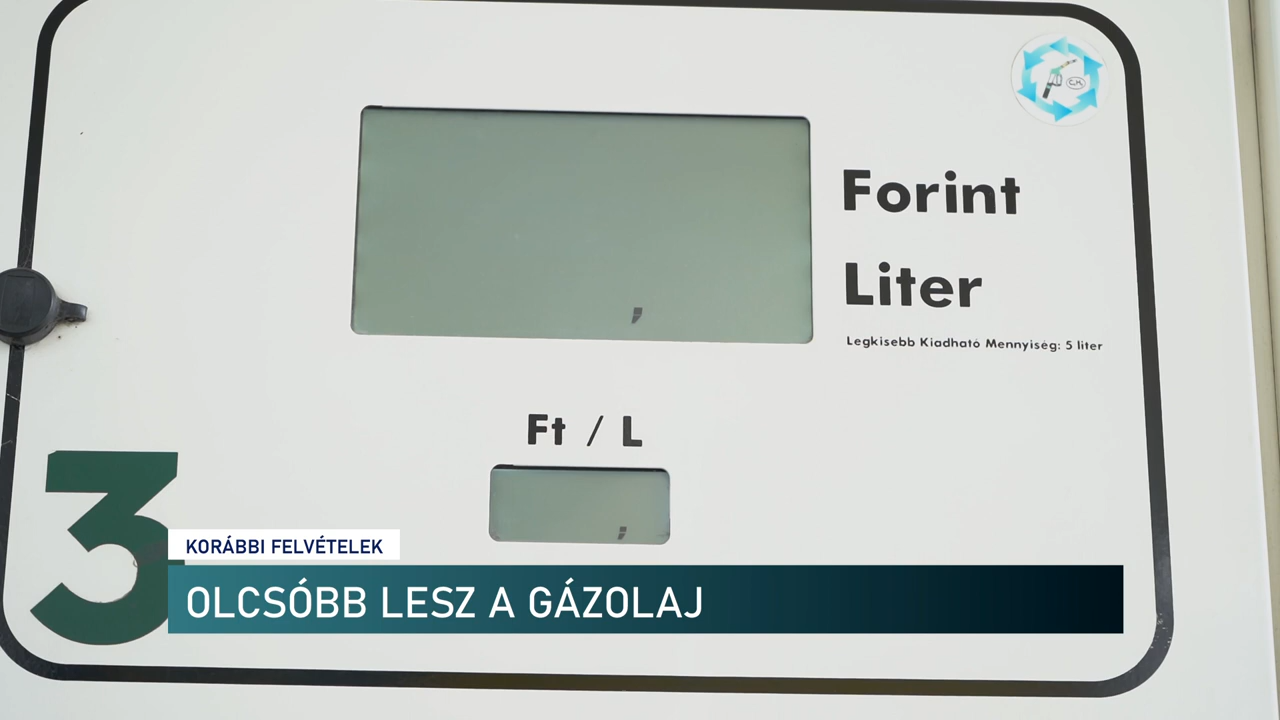 Forint
Liter
Legkisebb Kiadható Mennyiség: 5 liter
Ft / L
3
KORÁBBI FELVÉTELEK
OLCSÓBB LESZ A GÁZOLAJ